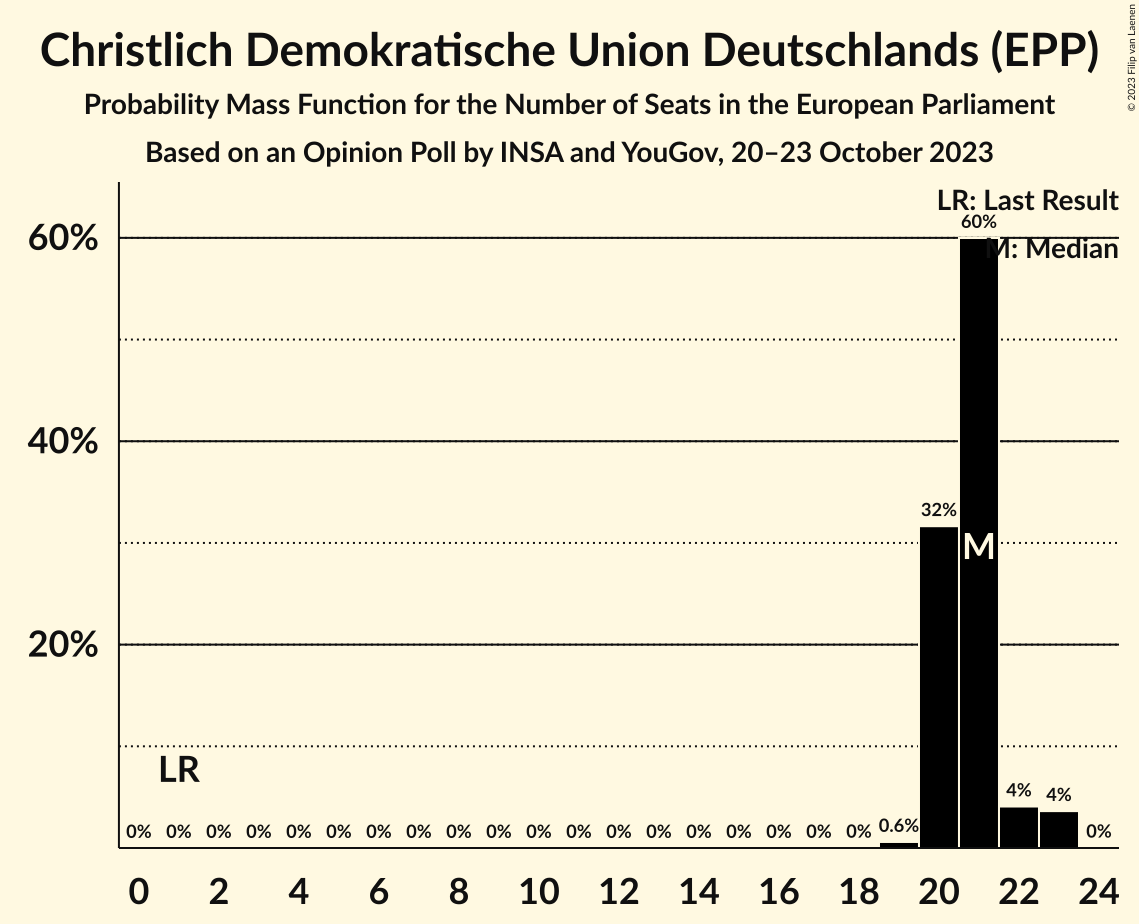 Christlich Demokratische Union Deutschlands (EPP)
Probability Mass Function for the Number of Seats in the European Parliament
Based on an Opinion Poll by INSA and YouGov, 20–23 October 2023
© 2023 Filip van Laenen
LR: Last Result
M: Median
60%
40%
20%
LR
M
0% 0% 0% 0% 0% 0% 0% 0% 0% 0% 0% 0% 0% 0% 0% 0% 0% 0% 0% 0.6% 32% 60% 4% 4% 0%
0 2 4 6 8 10 12 14 16 18 20 22 24